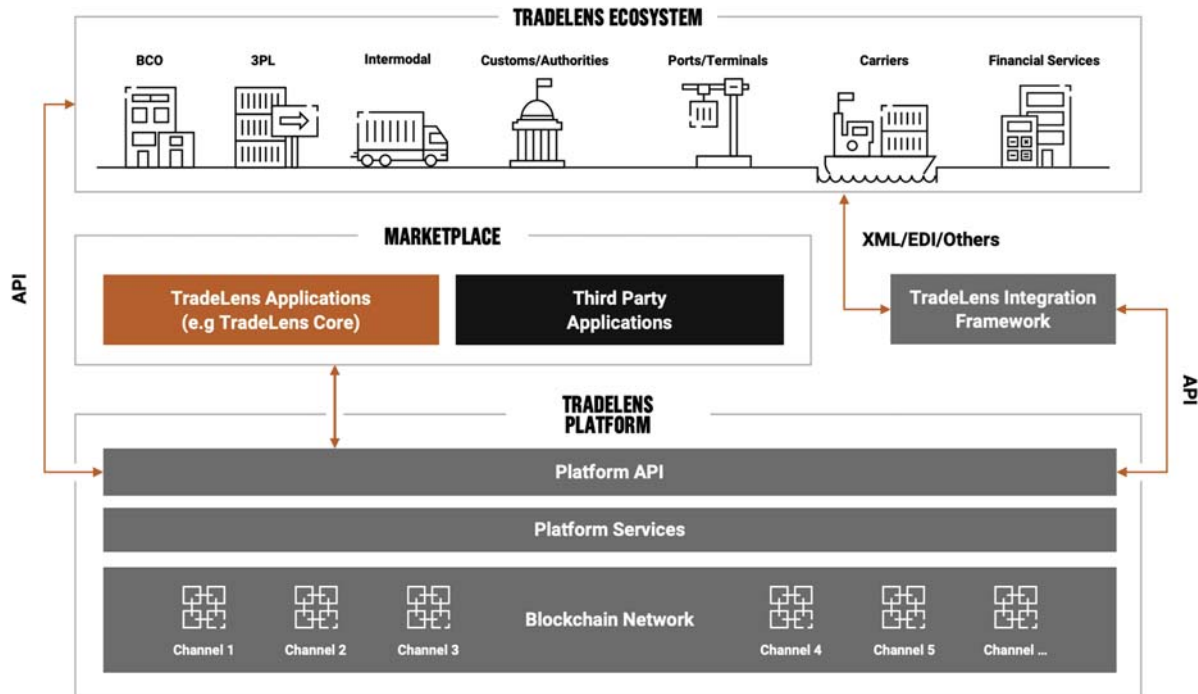 TRADELENS ECOSYSTEM
BCO
3PL
Intermodal
Customs/Authorities
Ports/Terminals
Carriers
Financial Services
API
MARKETPLACE
XML/EDI/Others
TradeLens Applications
(e.g TradeLens Core)
Third Party
Applications
TradeLens Integration
Framework
API
TRADELENS
PLATFORM
Platform API
Platform Services
Blockchain Network
Channel 1
Channel 2
Channel 3
Channel 4
Channel 5
Channel ...